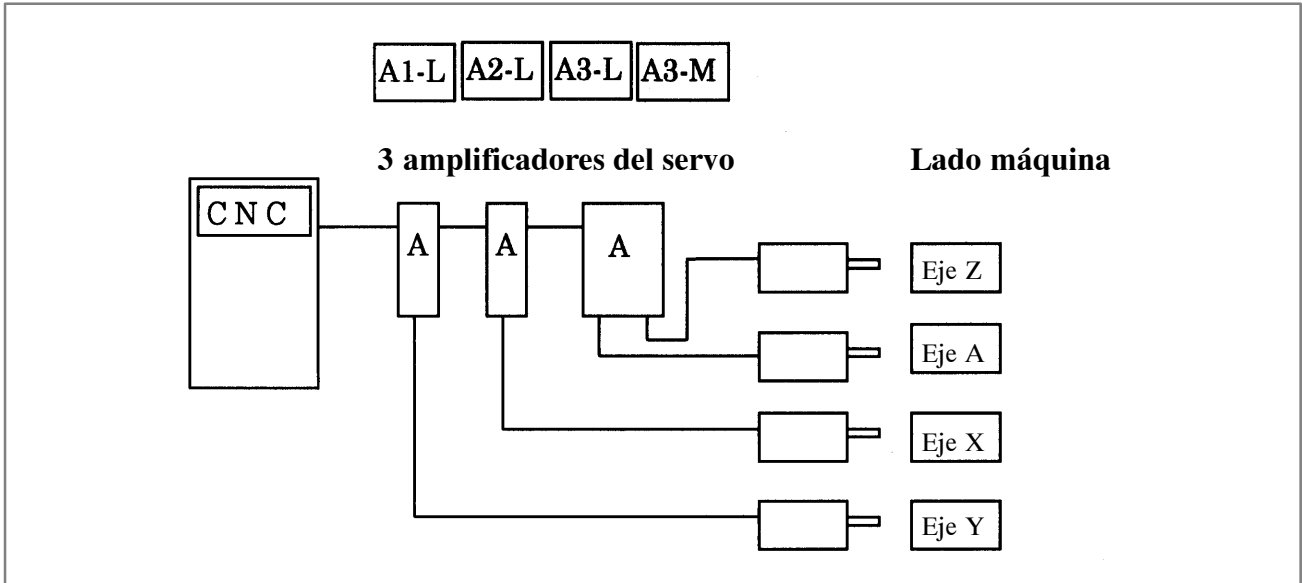 A1-L A2-L A3-L A3-M
3 amplificadores del servo
Lado máquina
CNC
A
A
A
Eje Z
Eje A
Eje X
Eje Y